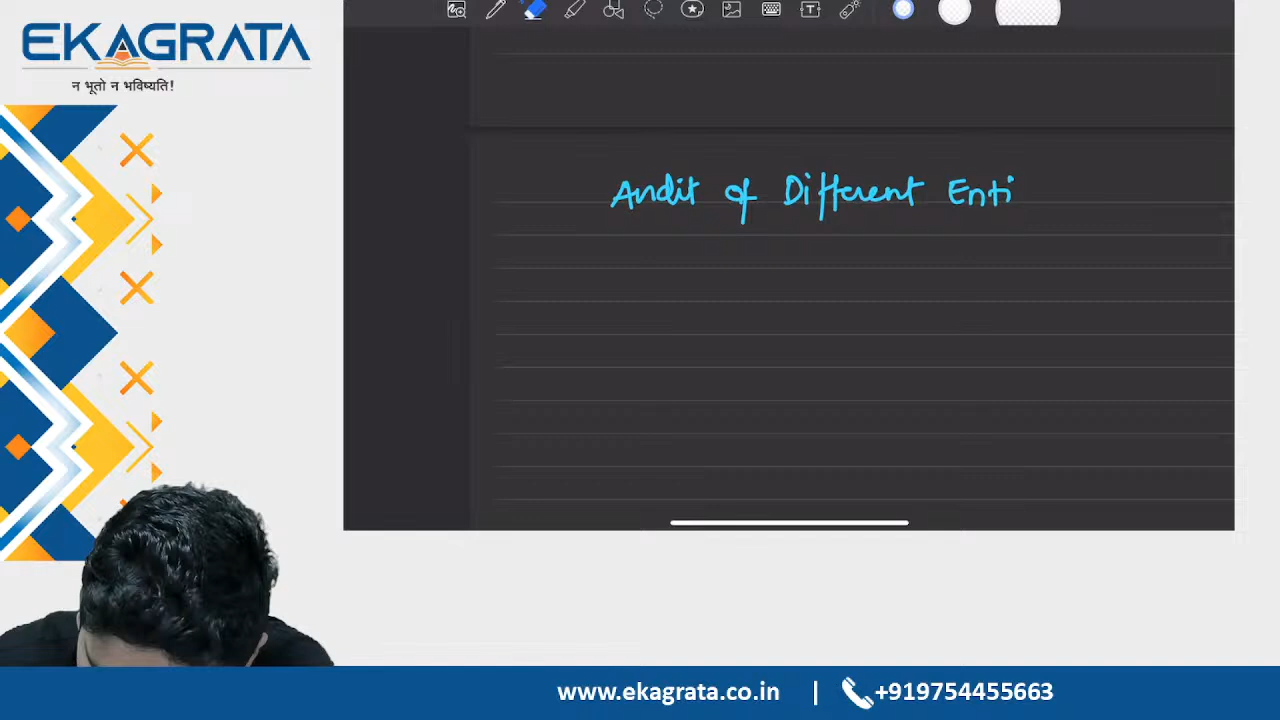 EKAGRATA
न भूतो न भविष्यति!
Audit of Different Enti
www.ekagrata.co.in | +919754455663